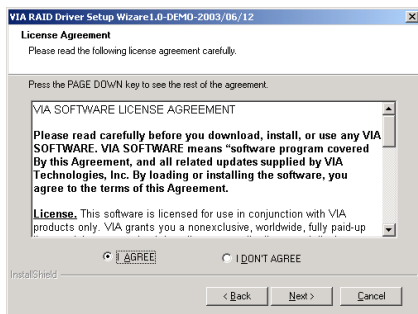 VIA RAID Driver Setup Wizare1.0-DEMO-2003/06/12
License Agreement
Please read the following license agreement carefully.
Press the PAGE DOWN key to see the rest of the agreement.
VIA SOFTWARE LICENSE AGREEMENT
Please read carefully before you download, install, or use any VIA
SOFTWARE. VIA SOFTWARE means “software program covered
By this Agreement, and all related updates supplied by VIA
Technologies, Inc. By loading or installing the software, you
agree to the terms of this Agreement.
License. This software is licensed for use in conjunction with VIA
products only. VIA grants you a nonexclusive, worldwide, fully paid-up
I AGREE
I DON'T AGREE
InstallShield
< Back
Next >
Cancel